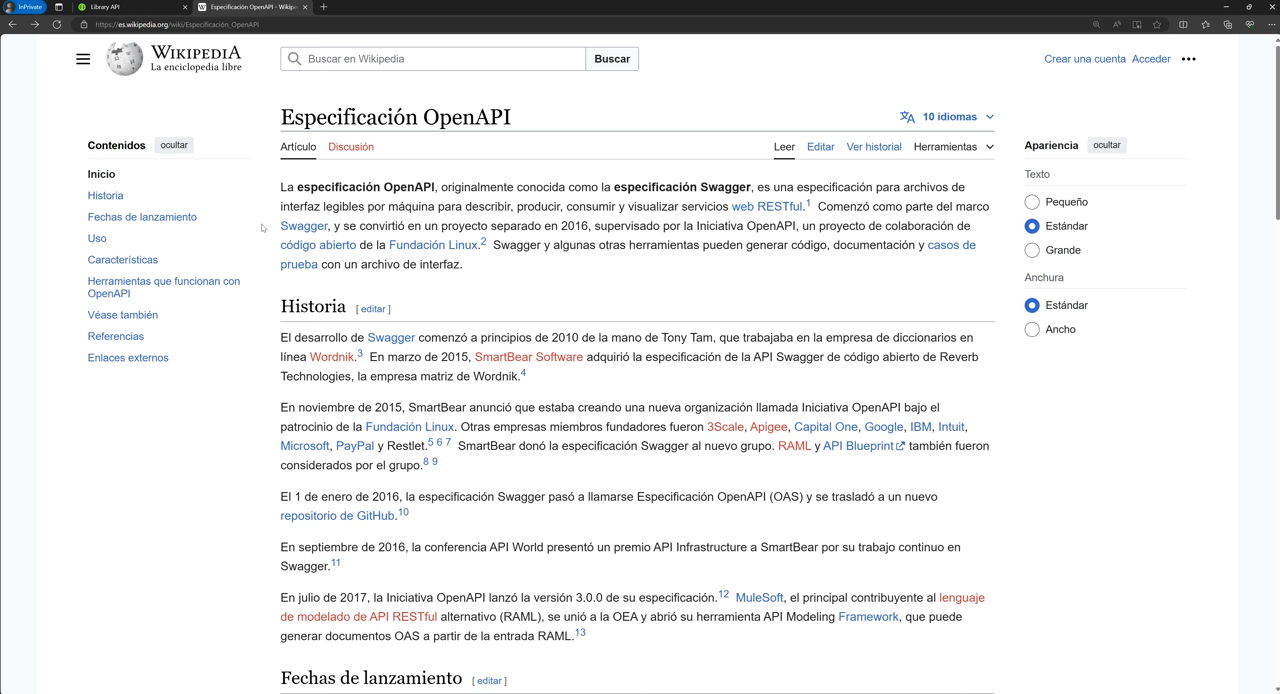 InPrivate
Library API
Especificación OpenAPI - Wikipe
https://es.wikipedia.org/wiki/Especificación_OpenAPI
WIKIPEDIA
La enciclopedia libre
Buscar en Wikipedia
Buscar
Crear una cuenta Acceder
Contenidos ocultar
Inicio
Historia
Fechas de lanzamiento
Uso
Características
Herramientas que funcionan con
OpenAPI
Véase también
Referencias
Enlaces externos
Especificación OpenAPI
10 idiomas
Artículo Discusión
Leer Editar Ver historial Herramientas
La especificación OpenAPI, originalmente conocida como la especificación Swagger, es una especificación para archivos de
interfaz legibles por máquina para describir, producir, consumir y visualizar servicios web RESTful.1 Comenzó como parte del marco
Swagger, y se convirtió en un proyecto separado en 2016, supervisado por la Iniciativa OpenAPI, un proyecto de colaboración de
código abierto de la Fundación Linux.2 Swagger y algunas otras herramientas pueden generar código, documentación y casos de
prueba con un archivo de interfaz.
Historia [ editar ]
El desarrollo de Swagger comenzó a principios de 2010 de la mano de Tony Tam, que trabajaba en la empresa de diccionarios en
línea Wordnik.3 En marzo de 2015, SmartBear Software adquirió la especificación de la API Swagger de código abierto de Reverb
Technologies, la empresa matriz de Wordnik.4
En noviembre de 2015, SmartBear anunció que estaba creando una nueva organización llamada Iniciativa OpenAPI bajo el
patrocinio de la Fundación Linux. Otras empresas miembros fundadores fueron 3Scale, Apigee, Capital One, Google, IBM, Intuit,
Microsoft, PayPal y Restlet.5 6 7 SmartBear donó la especificación Swagger al nuevo grupo. RAML y API Blueprint también fueron
considerados por el grupo.8 9
El 1 de enero de 2016, la especificación Swagger pasó a llamarse Especificación OpenAPI (OAS) y se trasladó a un nuevo
repositorio de GitHub.10
En septiembre de 2016, la conferencia API World presentó un premio API Infrastructure a SmartBear por su trabajo continuo en
Swagger.11
En julio de 2017, la Iniciativa OpenAPI lanzó la versión 3.0.0 de su especificación.12 MuleSoft, el principal contribuyente al lenguaje
de modelado de API RESTful alternativo (RAML), se unió a la OEA y abrió su herramienta API Modeling Framework, que puede
generar documentos OAS a partir de la entrada RAML.13
Fechas de lanzamiento [ editar ]
Apariencia ocultar
Texto
Pequeño
Estándar
Grande
Anchura
Estándar
Ancho